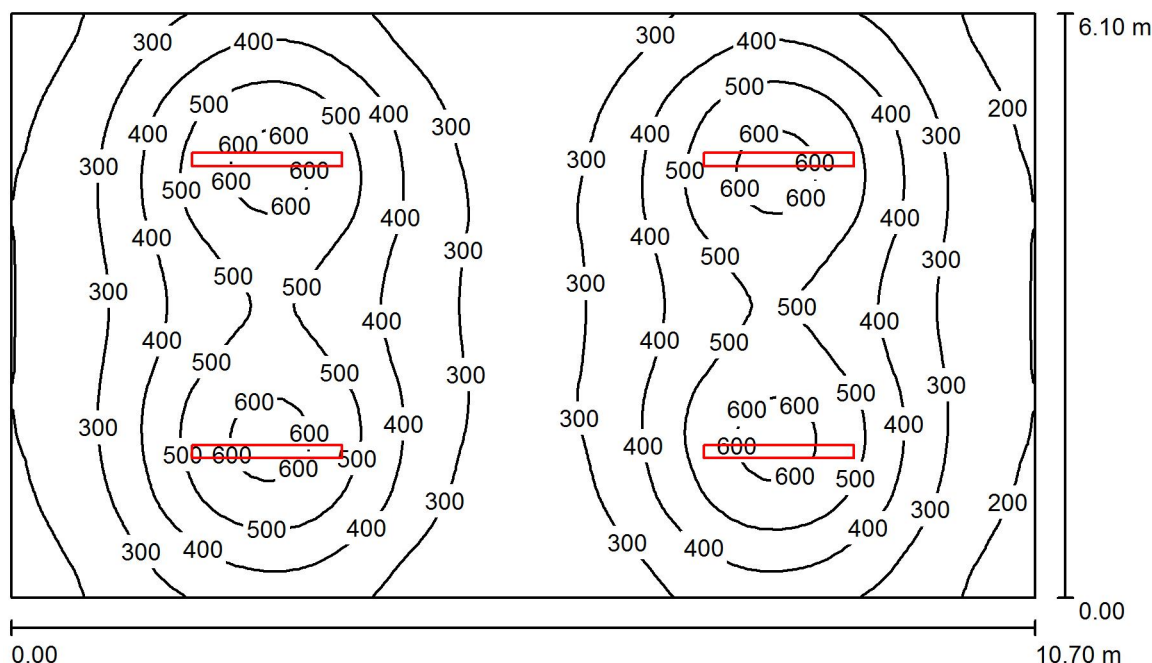 6.10 m
300 400 300 400
500 500 400 300 500 400 300 200
400 600 600 400 600
300 500 600 600 300 500 600
600 600 400 600 600 400
400 300 500 500 400 500 300
300 300 500
400 500 400 400 500 400
500 300 500 300
600 400 600 600 400
300 600 300 400 600 500
500 600 600 500 600 500
300 300 200
300 400 500 400 300 400 400
0.00
0.00 10.70 m